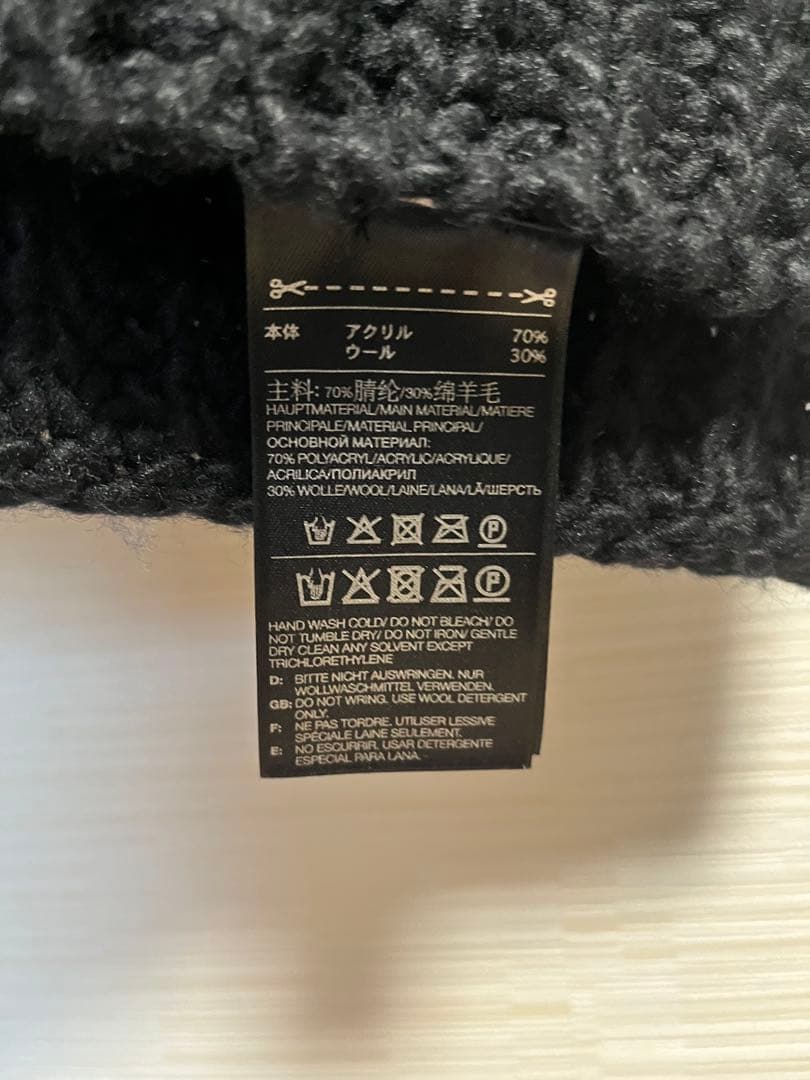 本体 アクリル 70%
ウール 30%
主料: 70%腈纶/30%绵羊毛
HAUPTMATERIAL/MAIN MATERIAL/MATIERE
PRINCIPALE/MATERIAL PRINCIPAL/
ОСНОВНОЙ МАТЕРИАЛ:
70% POLYACRYL/ACRYLIC/ACRYLIQUE/
ACRILICA/ПОЛИАКРИЛ
30% WOLLE/WOOL/LAINE/LANA/LÃ/ШЕРСТЬ
P
P
HAND WASH COLD/ DO NOT BLEACH/ DO
NOT TUMBLE DRY/ DO NOT IRON/ GENTLE
DRY CLEAN ANY SOLVENT EXCEPT
TRICHLORETHYLENE
D: BITTE NICHT AUSWRINGEN. NUR
WOLLWASCHMITTEL VERWENDEN.
GB: DO NOT WRING. USE WOOL DETERGENT
ONLY.
F: NE PAS TORDRE. UTILISER LESSIVE
SPÉCIALE LAINE SEULEMENT.
E: NO ESCURRIR. USAR DETERGENTE
ESPECIAL PARA LANA.